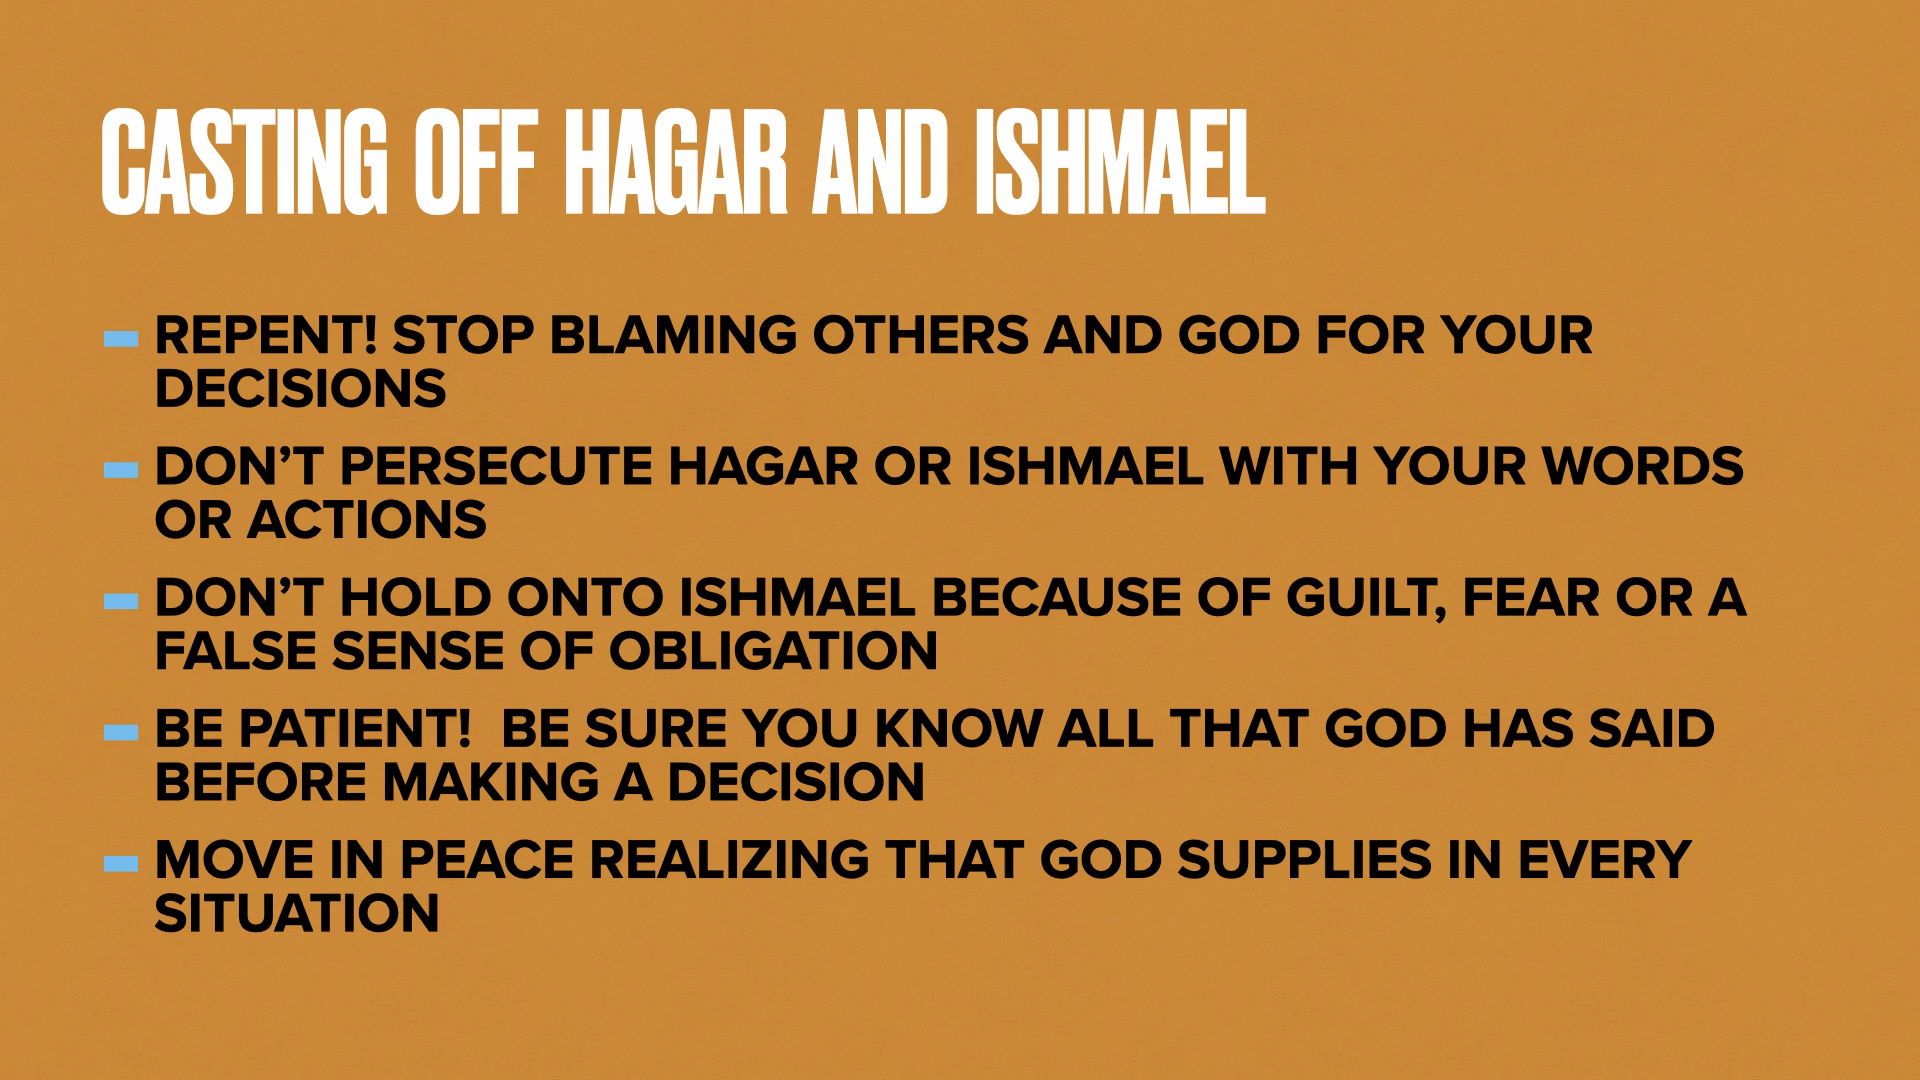 CASTING OFF HAGAR AND ISHMAEL
REPENT! STOP BLAMING OTHERS AND GOD FOR YOUR
DECISIONS
DON’T PERSECUTE HAGAR OR ISHMAEL WITH YOUR WORDS
OR ACTIONS
DON’T HOLD ONTO ISHMAEL BECAUSE OF GUILT, FEAR OR A
FALSE SENSE OF OBLIGATION
BE PATIENT!  BE SURE YOU KNOW ALL THAT GOD HAS SAID
BEFORE MAKING A DECISION
MOVE IN PEACE REALIZING THAT GOD SUPPLIES IN EVERY
SITUATION